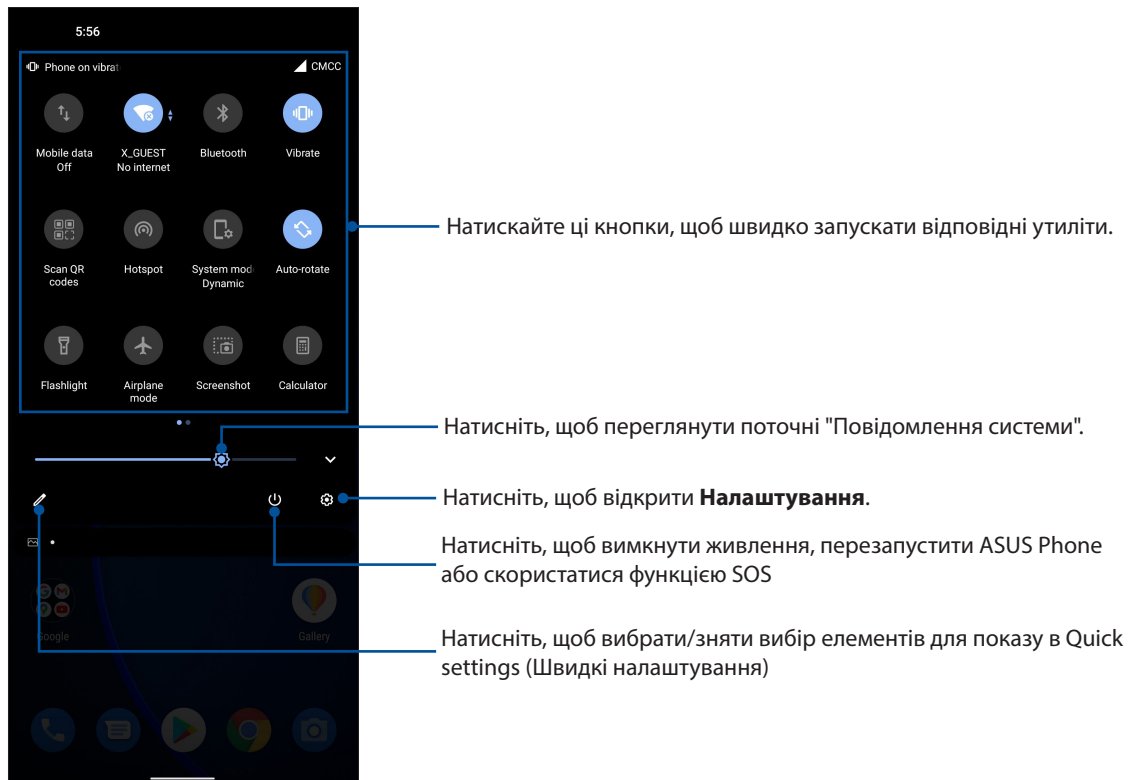 5:56
Phone on vibrat
CMCC
Mobile data
Off
X_GUEST
No internet
Bluetooth
Vibrate
Scan QR
codes
Hotspot
System mod
Dynamic
Auto-rotate
Flashlight
Airplane
mode
Screenshot
Calculator
Google
Gallery
Натискайте ці кнопки, щоб швидко запускати відповідні утиліти.
Натисніть, щоб переглянути поточні "Повідомлення системи".
Натисніть, щоб відкрити Налаштування.
Натисніть, щоб вимкнути живлення, перезапустити ASUS Phone
або скористатися функцією SOS
Натисніть, щоб вибрати/зняти вибір елементів для показу в Quick
settings (Швидкі налаштування)